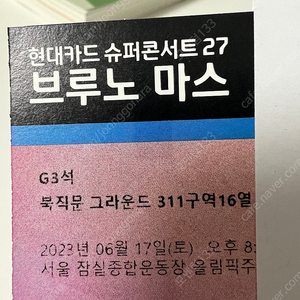 현대카드 슈퍼콘서트 27
브루노 마스
G3석
북직문 그라운드 311구역16열
2023년 06월 17일(토) 오후 8:
서울 잠실종합운동장 올림픽주